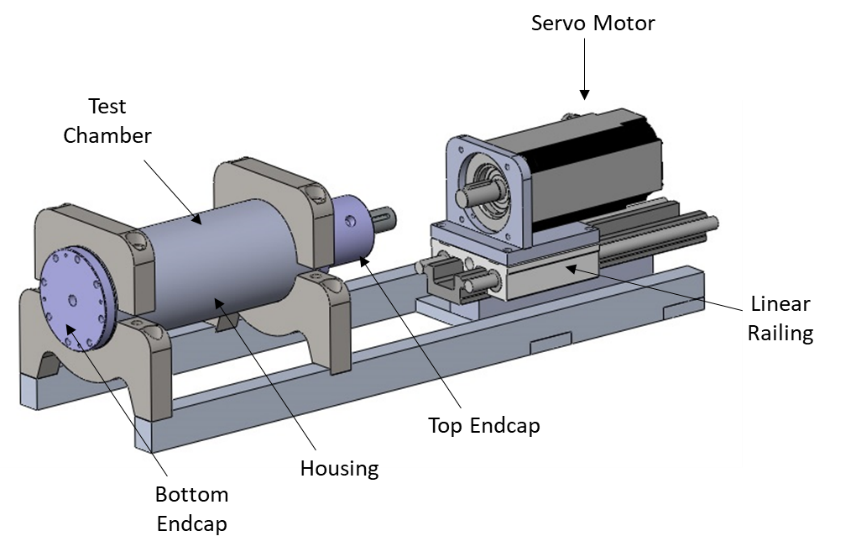 Servo Motor
Test
Chamber
Linear
Railing
Top Endcap
Housing
Bottom
Endcap